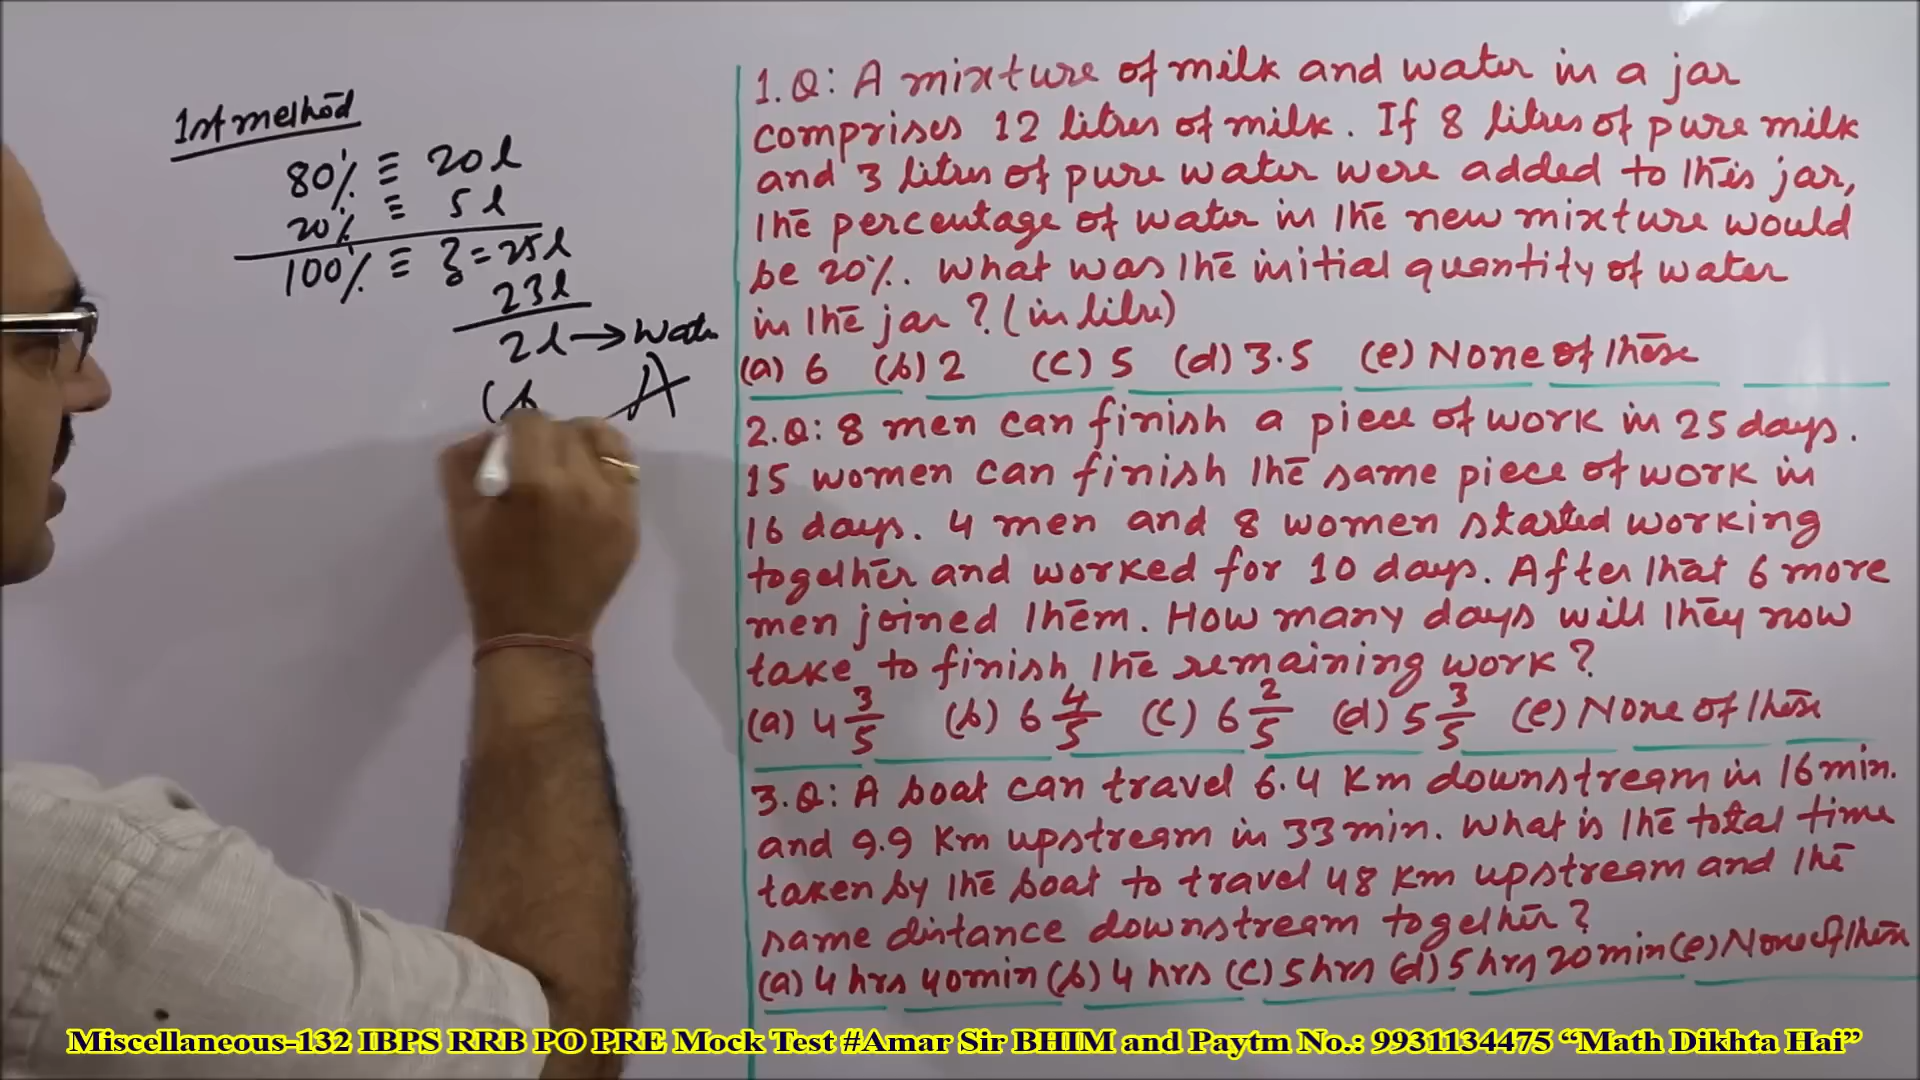 1st method
80% ≡ 20l
20% ≡ 5l
100% ≡ 3 = 25l
23l
2l → Water
(b A
1.Q: A mixture of milk and water in a jar
comprises 12 litres of milk. If 8 litres of pure milk
and 3 litres of pure water were added to this jar,
the percentage of water in the new mixture would
be 20%. What was the initial quantity of water
in the jar? (in litre)
(a) 6 (b) 2 (c) 5 (d) 3.5 (e) None of these
2.Q: 8 men can finish a piece of work in 25 days.
15 women can finish the same piece of work in
16 days. 4 men and 8 women started working
together and worked for 10 days. After that 6 more
men joined them. How many days will they now
take to finish the remaining work?
(a) 4 3/5 (b) 6 4/5 (c) 6 2/5 (d) 5 3/5 (e) None of these
3.Q: A boat can travel 6.4 Km downstream in 16 min.
and 9.9 Km upstream in 33 min. What is the total time
taken by the boat to travel 48 Km upstream and the
same distance downstream together?
(a) 4 hrs 40 min (b) 4 hrs (c) 5 hrs (d) 5 hrs 20 min (e) None of these
Miscellaneous-132 IBPS RRB PO PRE Mock Test #Amar Sir BHIM and Paytm No.: 9931134475 “Math Dikhta Hai”